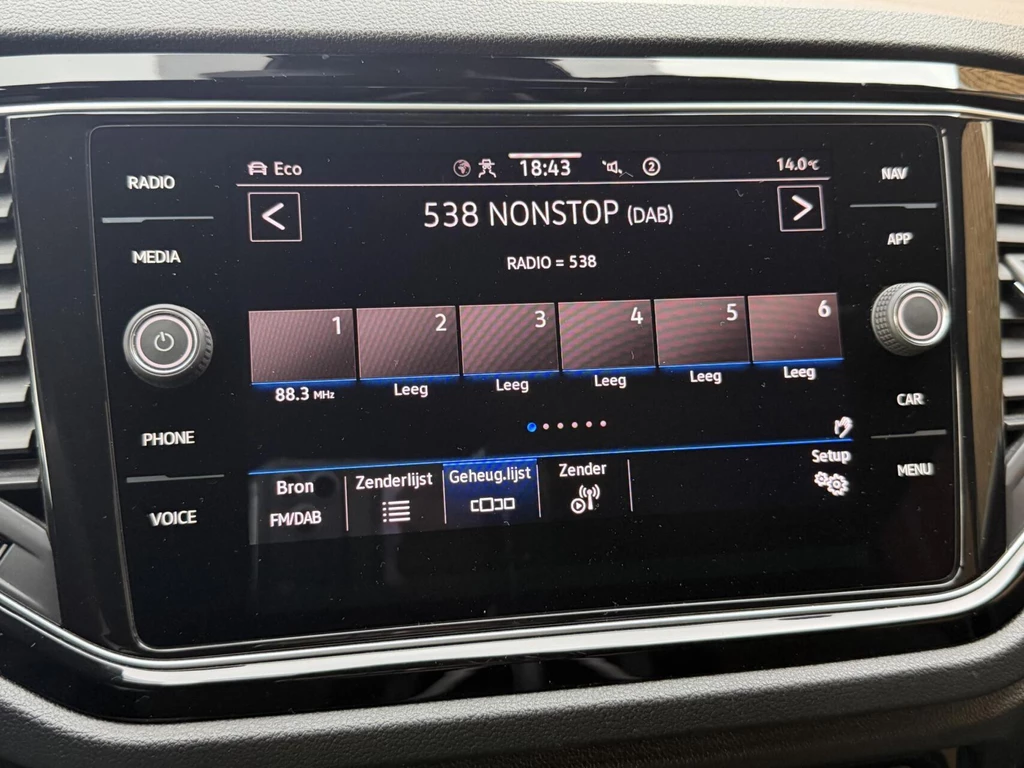 RADIO
MEDIA
PHONE
VOICE
Eco
18:43
2
14.0°C
<
538 NONSTOP (DAB)
>
RADIO = 538
1
2
3
4
5
6
88.3 MHz
Leeg
Leeg
Leeg
Leeg
Leeg
Bron
FM/DAB
Zenderlijst
Geheug.lijst
Zender
Setup
NAV
APP
CAR
MENU